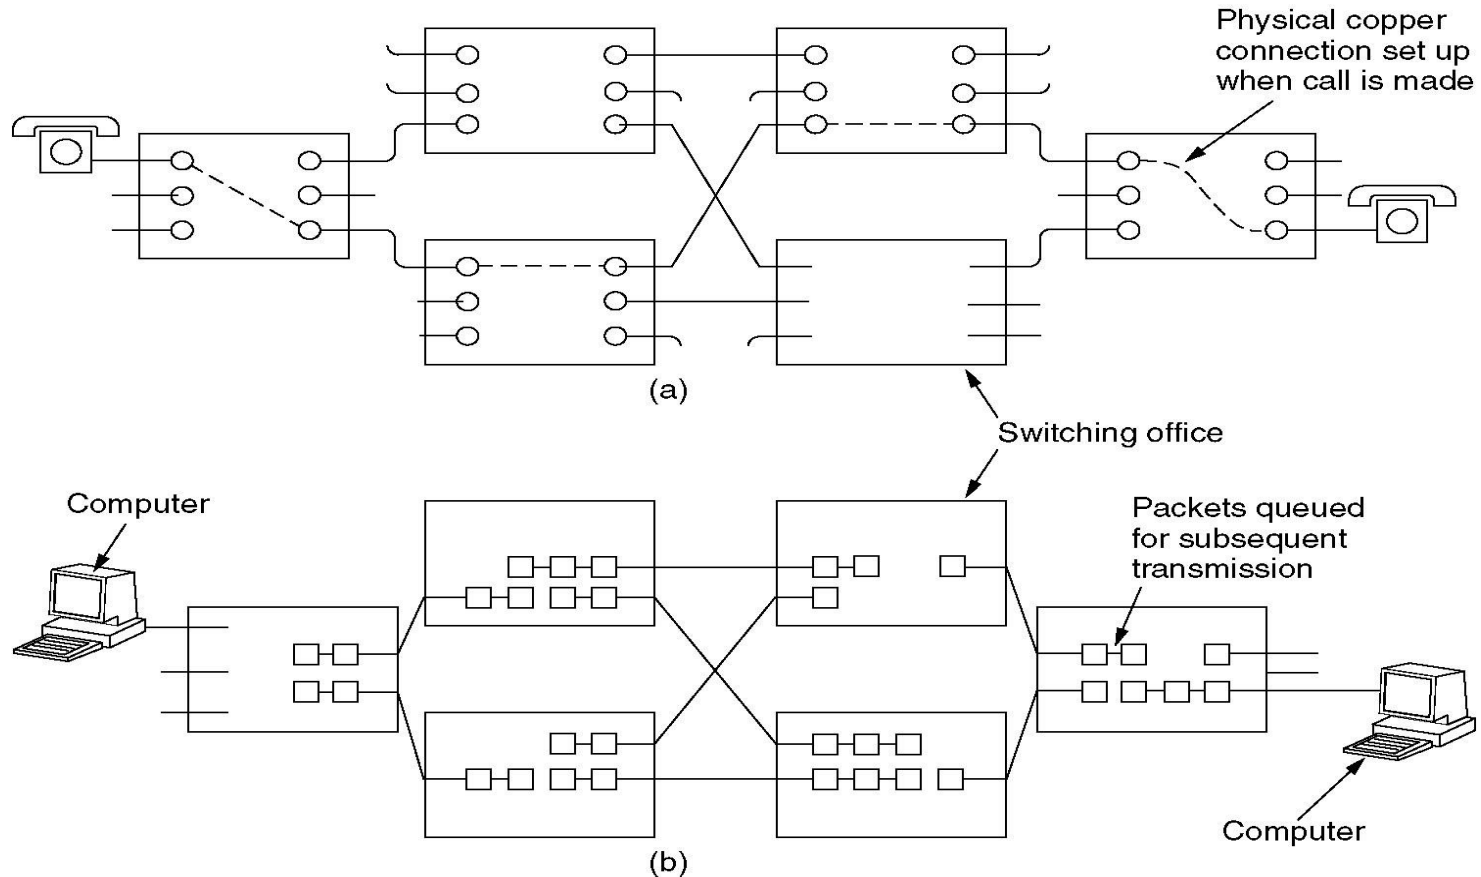 Physical copper
connection set up
when call is made
(a)
Switching office
Computer
Packets queued
for subsequent
transmission
Computer
(b)